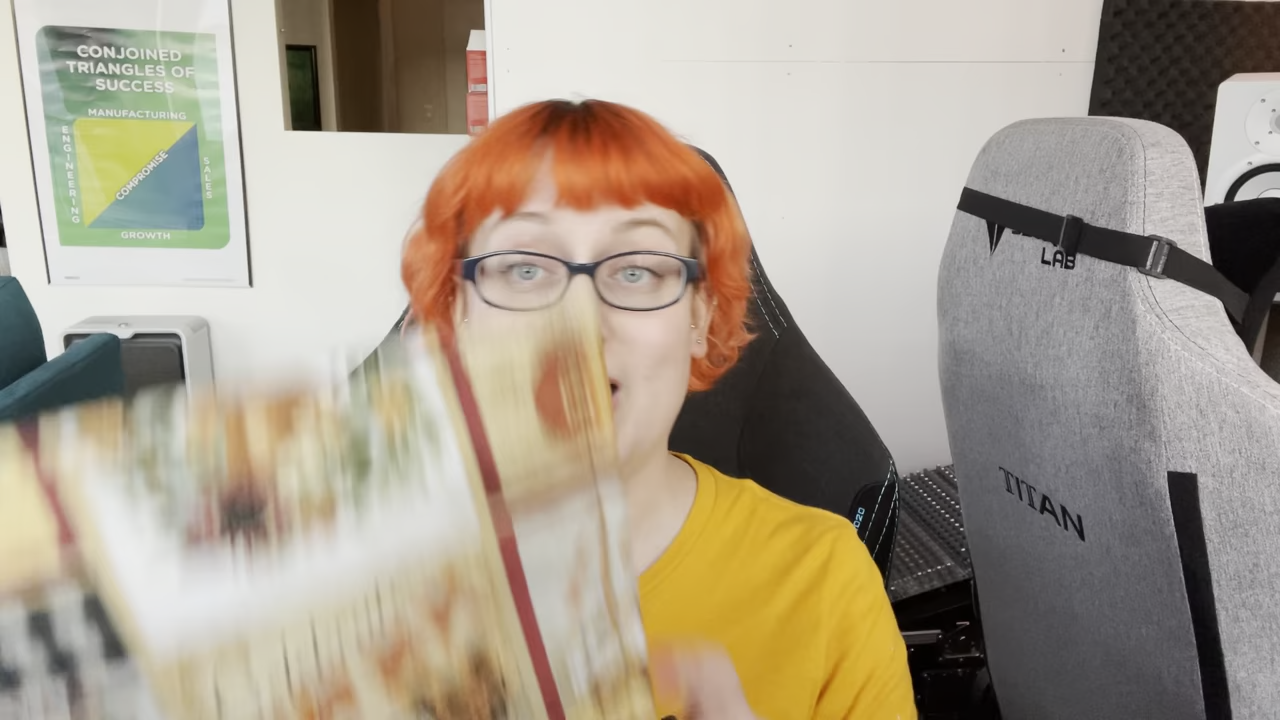 CONJOINED
TRIANGLES OF
SUCCESS
MANUFACTURING
ENGINEERING
COMPROMISE
SALES
GROWTH
LAB
TITAN